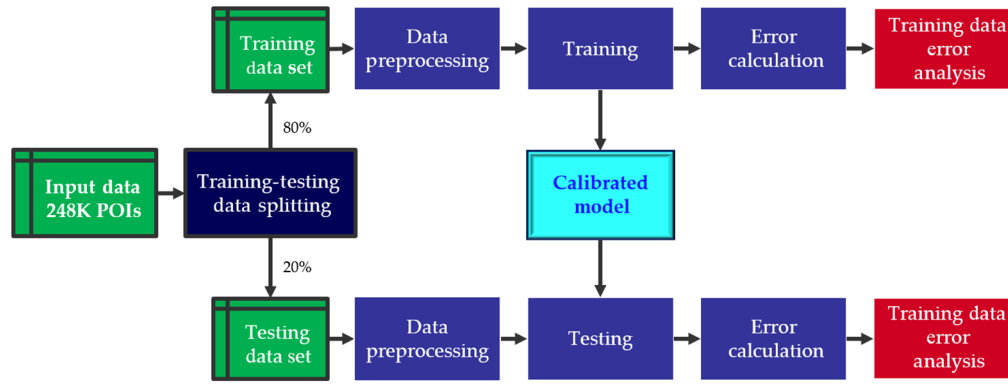 Training
data set
Data
preprocessing
Training
Error
calculation
Training data
error
analysis
80%
Input data
248K POIs
Training-testing
data splitting
Calibrated
model
20%
Testing
data set
Data
preprocessing
Testing
Error
calculation
Training data
error
analysis